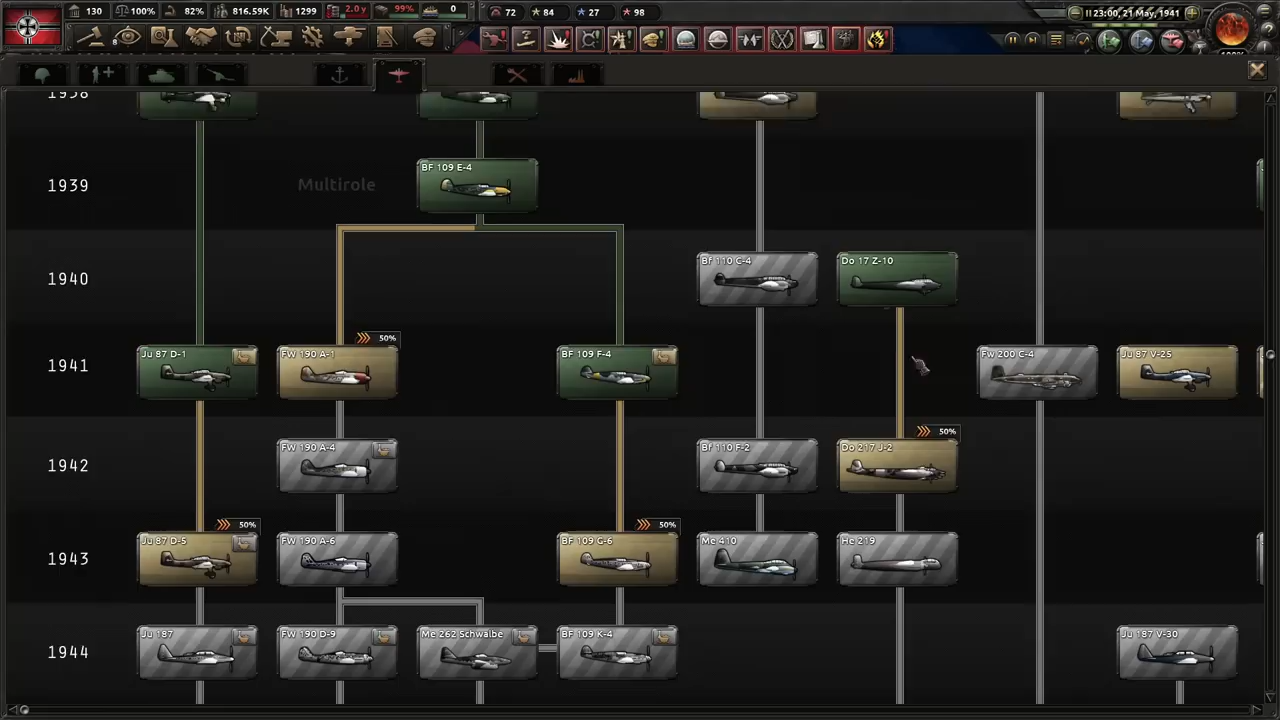 130 100% 82% 816.59K 1299 2.0 y 99% 0 72 84 27 98 23:00, 21 May, 1941
100%
1938
1939 Multirole BF 109 E-4
1940 Bf 110 C-4 Do 17 Z-10
50%
1941 Ju 87 D-1 FW 190 A-1 BF 109 F-4 Fw 200 C-4 Ju 87 V-25
50%
1942 FW 190 A-4 Bf 110 F-2 Do 217 J-2
50% 50%
1943 Ju 87 D-5 FW 190 A-6 BF 109 G-6 Me 410 He 219
1944 Ju 187 FW 190 D-9 Me 262 Schwalbe BF 109 K-4 Ju 187 V-30